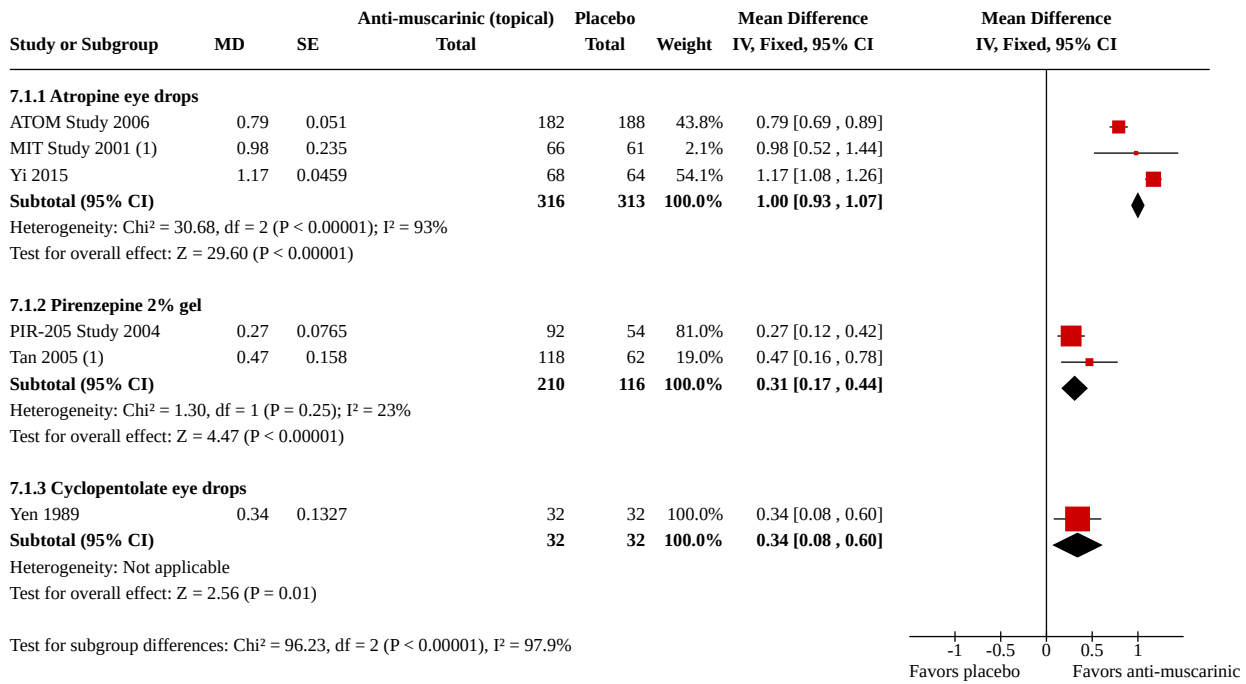 Anti-muscarinic (topical) Placebo Mean Difference Mean Difference
Study or Subgroup MD SE Total Total Weight IV, Fixed, 95% CI IV, Fixed, 95% CI
7.1.1 Atropine eye drops
ATOM Study 2006 0.79 0.051 182 188 43.8% 0.79 [0.69 , 0.89]
MIT Study 2001 (1) 0.98 0.235 66 61 2.1% 0.98 [0.52 , 1.44]
Yi 2015 1.17 0.0459 68 64 54.1% 1.17 [1.08 , 1.26]
Subtotal (95% CI) 316 313 100.0% 1.00 [0.93 , 1.07]
Heterogeneity: Chi² = 30.68, df = 2 (P < 0.00001); I² = 93%
Test for overall effect: Z = 29.60 (P < 0.00001)
7.1.2 Pirenzepine 2% gel
PIR-205 Study 2004 0.27 0.0765 92 54 81.0% 0.27 [0.12 , 0.42]
Tan 2005 (1) 0.47 0.158 118 62 19.0% 0.47 [0.16 , 0.78]
Subtotal (95% CI) 210 116 100.0% 0.31 [0.17 , 0.44]
Heterogeneity: Chi² = 1.30, df = 1 (P = 0.25); I² = 23%
Test for overall effect: Z = 4.47 (P < 0.00001)
7.1.3 Cyclopentolate eye drops
Yen 1989 0.34 0.1327 32 32 100.0% 0.34 [0.08 , 0.60]
Subtotal (95% CI) 32 32 100.0% 0.34 [0.08 , 0.60]
Heterogeneity: Not applicable
Test for overall effect: Z = 2.56 (P = 0.01)
Test for subgroup differences: Chi² = 96.23, df = 2 (P < 0.00001), I² = 97.9%
-1 -0.5 0 0.5 1
Favors placebo Favors anti-muscarinic